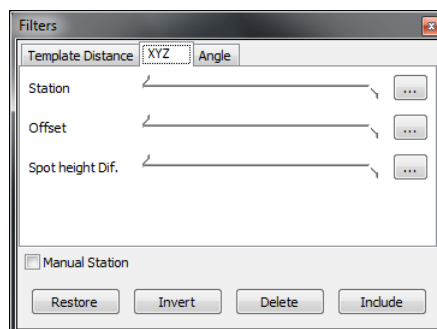 Filters
Template Distance XYZ Angle
Station ...
Offset ...
Spot height Dif. ...
Manual Station
Restore Invert Delete Include